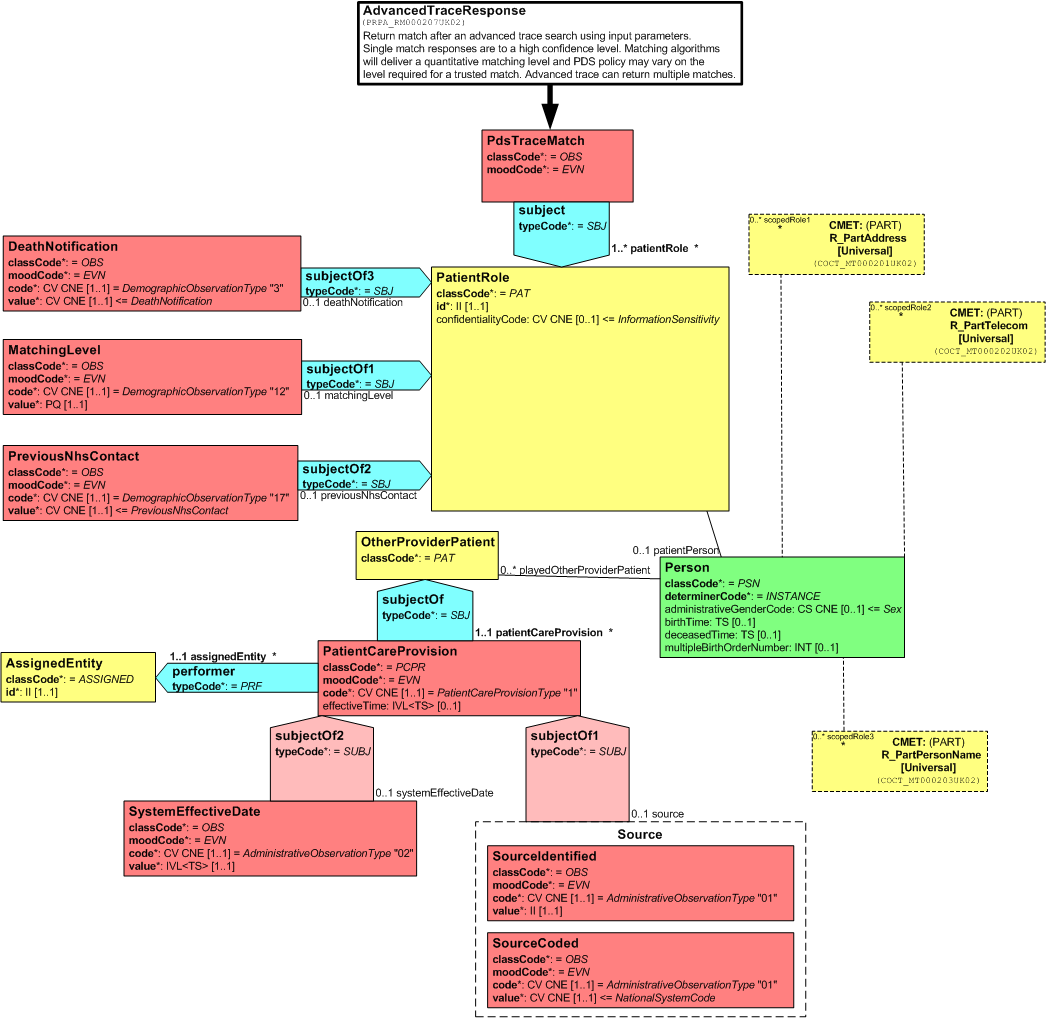 AdvancedTraceResponse
(PRPA_RM000207UK02)
Return match after an advanced trace search using input parameters.
Single match responses are to a high confidence level. Matching algorithms
will deliver a quantitative matching level and PDS policy may vary on the
level required for a trusted match. Advanced trace can return multiple matches.
PdsTraceMatch
classCode*: = OBS
moodCode*: = EVN
subject
typeCode*: = SBJ
1..* patientRole *
0..* scopedRole1
*
CMET: (PART)
R_PartAddress
[Universal]
(COCT_MT000201UK02)
0..* scopedRole2
*
CMET: (PART)
R_PartTelecom
[Universal]
(COCT_MT000202UK02)
DeathNotification
classCode*: = OBS
moodCode*: = EVN
code*: CV CNE [1..1] = DemographicObservationType "3"
value*: CV CNE [1..1] <= DeathNotification
subjectOf3
typeCode*: = SBJ
0..1 deathNotification
PatientRole
classCode*: = PAT
id*: II [1..1]
confidentialityCode: CV CNE [0..1] <= InformationSensitivity
MatchingLevel
classCode*: = OBS
moodCode*: = EVN
code*: CV CNE [1..1] = DemographicObservationType "12"
value*: PQ [1..1]
subjectOf1
typeCode*: = SBJ
0..1 matchingLevel
PreviousNhsContact
classCode*: = OBS
moodCode*: = EVN
code*: CV CNE [1..1] = DemographicObservationType "17"
value*: CV CNE [1..1] <= PreviousNhsContact
subjectOf2
typeCode*: = SBJ
0..1 previousNhsContact
OtherProviderPatient
classCode*: = PAT
0..* playedOtherProviderPatient
0..1 patientPerson
Person
classCode*: = PSN
determinerCode*: = INSTANCE
administrativeGenderCode: CS CNE [0..1] <= Sex
birthTime: TS [0..1]
deceasedTime: TS [0..1]
multipleBirthOrderNumber: INT [0..1]
subjectOf
typeCode*: = SBJ
1..1 patientCareProvision *
PatientCareProvision
classCode*: = PCPR
moodCode*: = EVN
code*: CV CNE [1..1] = PatientCareProvisionType "1"
effectiveTime: IVL<TS> [0..1]
1..1 assignedEntity *
performer
typeCode*: = PRF
AssignedEntity
classCode*: = ASSIGNED
id*: II [1..1]
subjectOf2
typeCode*: = SUBJ
0..1 systemEffectiveDate
subjectOf1
typeCode*: = SUBJ
0..1 source
0..* scopedRole3
*
CMET: (PART)
R_PartPersonName
[Universal]
(COCT_MT000203UK02)
SystemEffectiveDate
classCode*: = OBS
moodCode*: = EVN
code*: CV CNE [1..1] = AdministrativeObservationType "02"
value*: IVL<TS> [1..1]
Source
SourceIdentified
classCode*: = OBS
moodCode*: = EVN
code*: CV CNE [1..1] = AdministrativeObservationType "01"
value*: II [1..1]
SourceCoded
classCode*: = OBS
moodCode*: = EVN
code*: CV CNE [1..1] = AdministrativeObservationType "01"
value*: CV CNE [1..1] <= NationalSystemCode